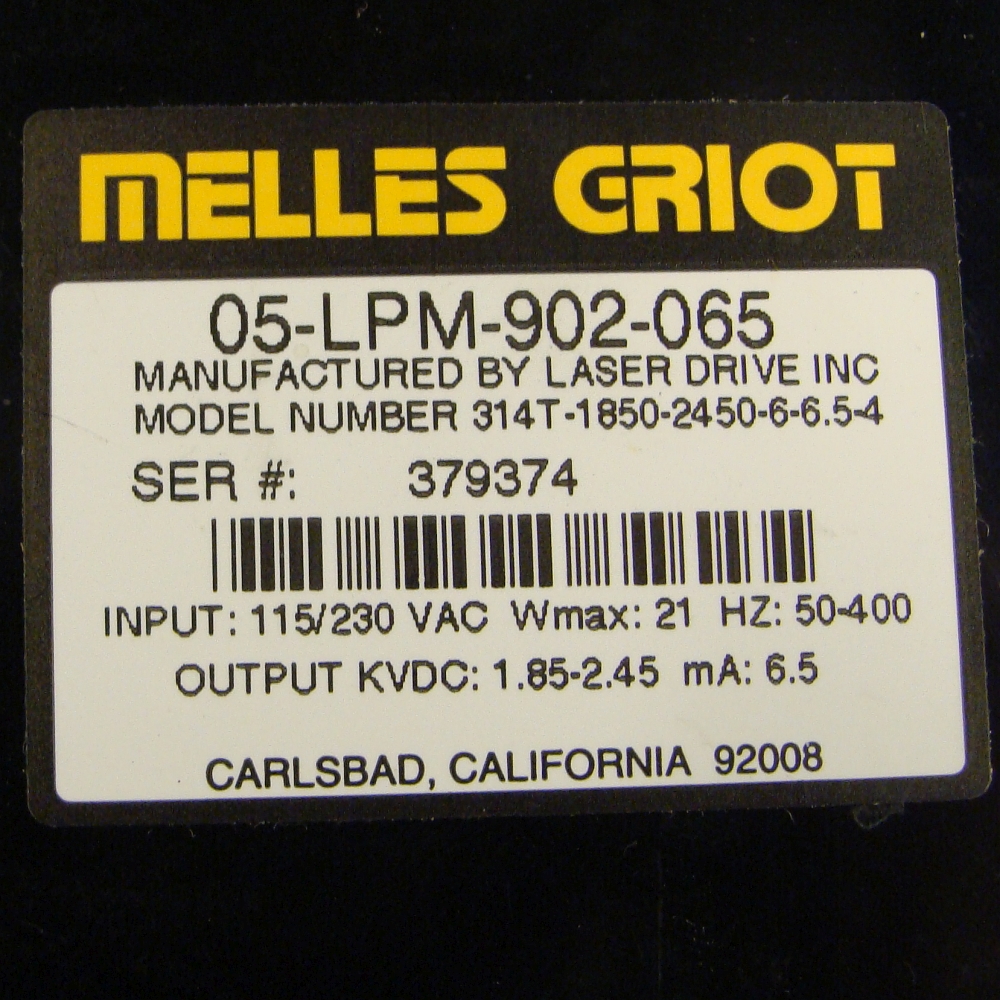 MELLES GRIOT
05-LPM-902-065
MANUFACTURED BY LASER DRIVE INC
MODEL NUMBER 314T-1850-2450-6-6.5-4
SER #: 379374
INPUT: 115/230 VAC Wmax: 21 HZ: 50-400
OUTPUT KVDC: 1.85-2.45 mA: 6.5
CARLSBAD, CALIFORNIA 92008